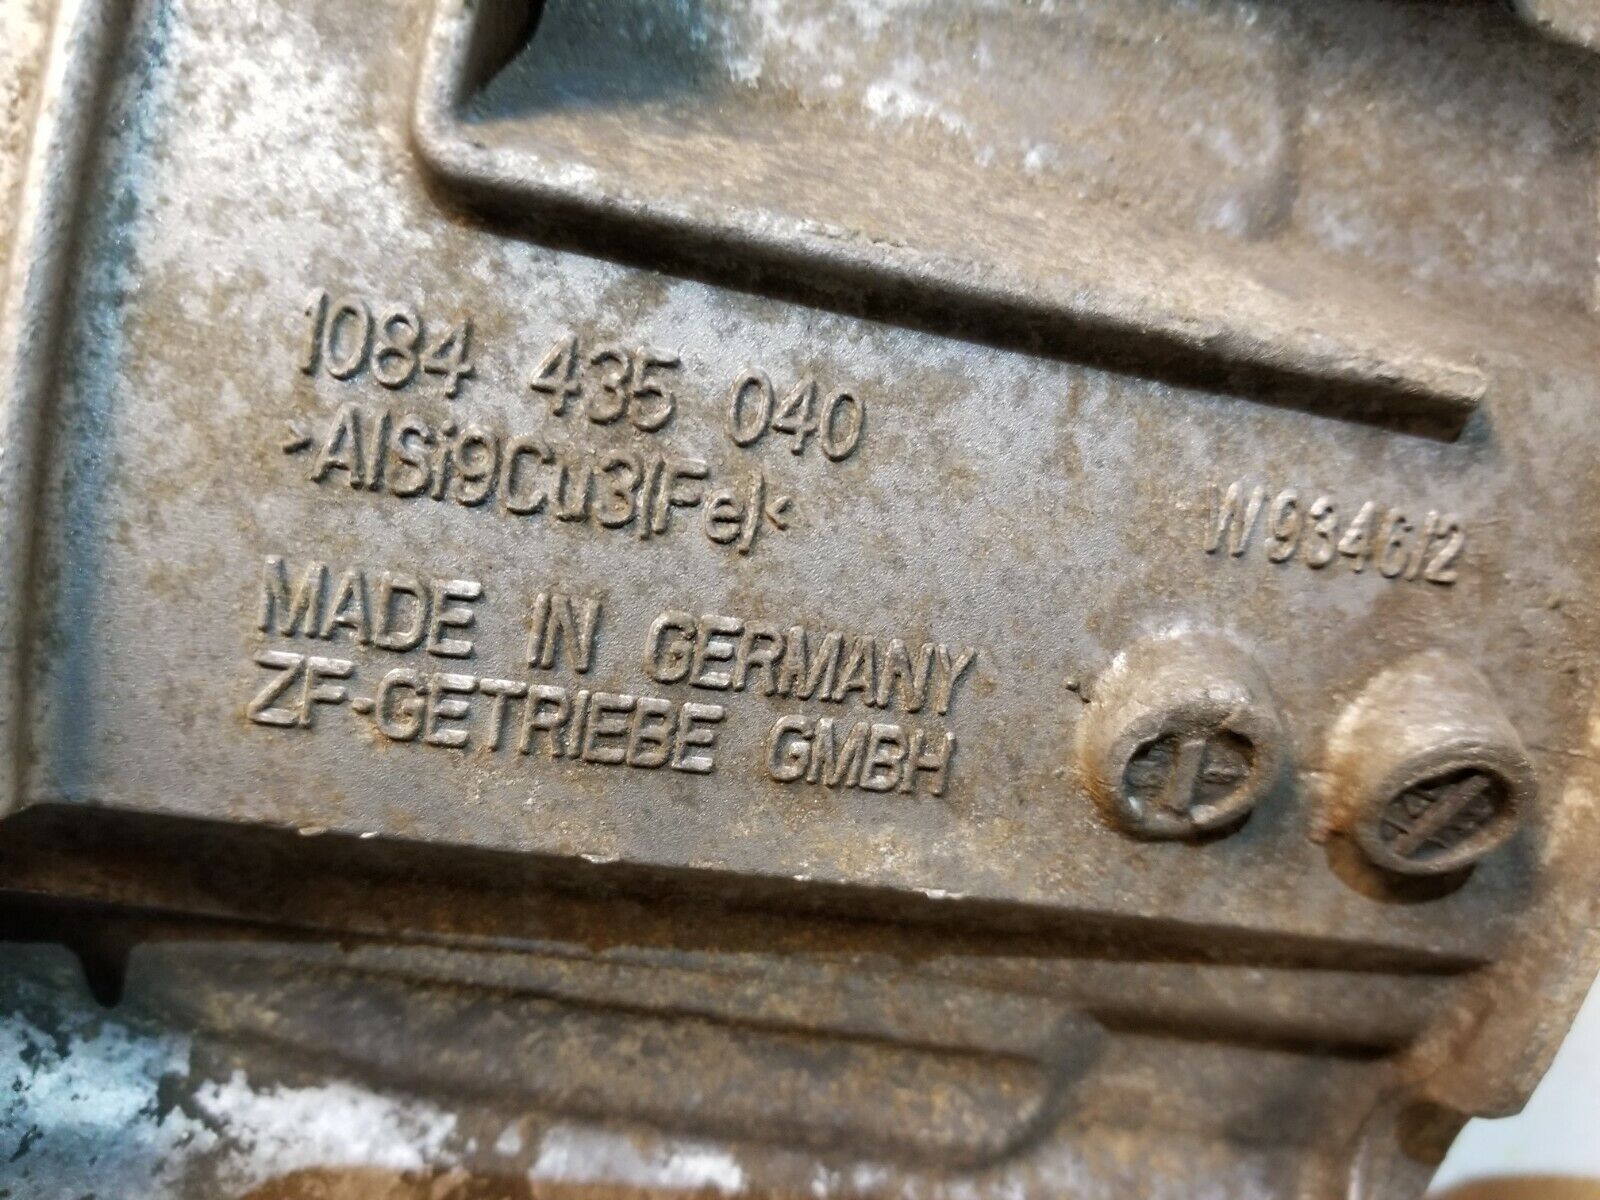 1084 435 040
>AlSi9Cu3(Fe)<
W9346/2
MADE IN GERMANY
ZF-GETRIEBE GMBH